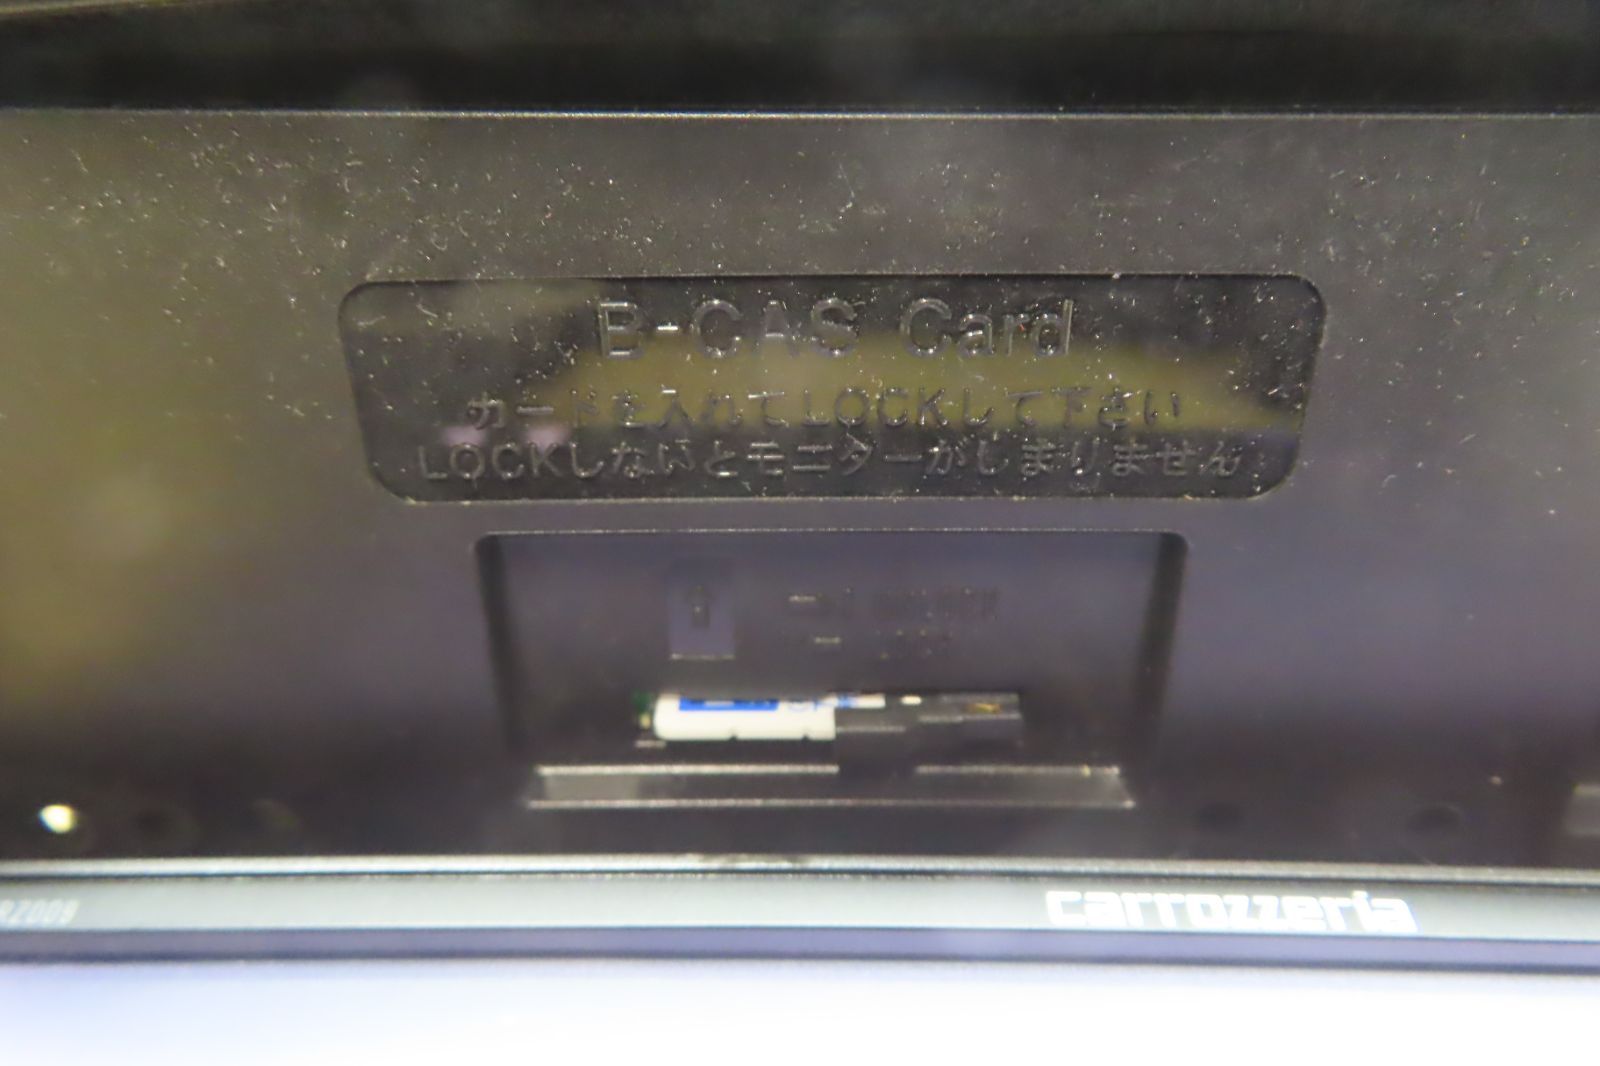 B-CAS Card
カードを入れてLOCKして下さい
LOCKしないとモニターがしまりません
RZ009
carrozzeria